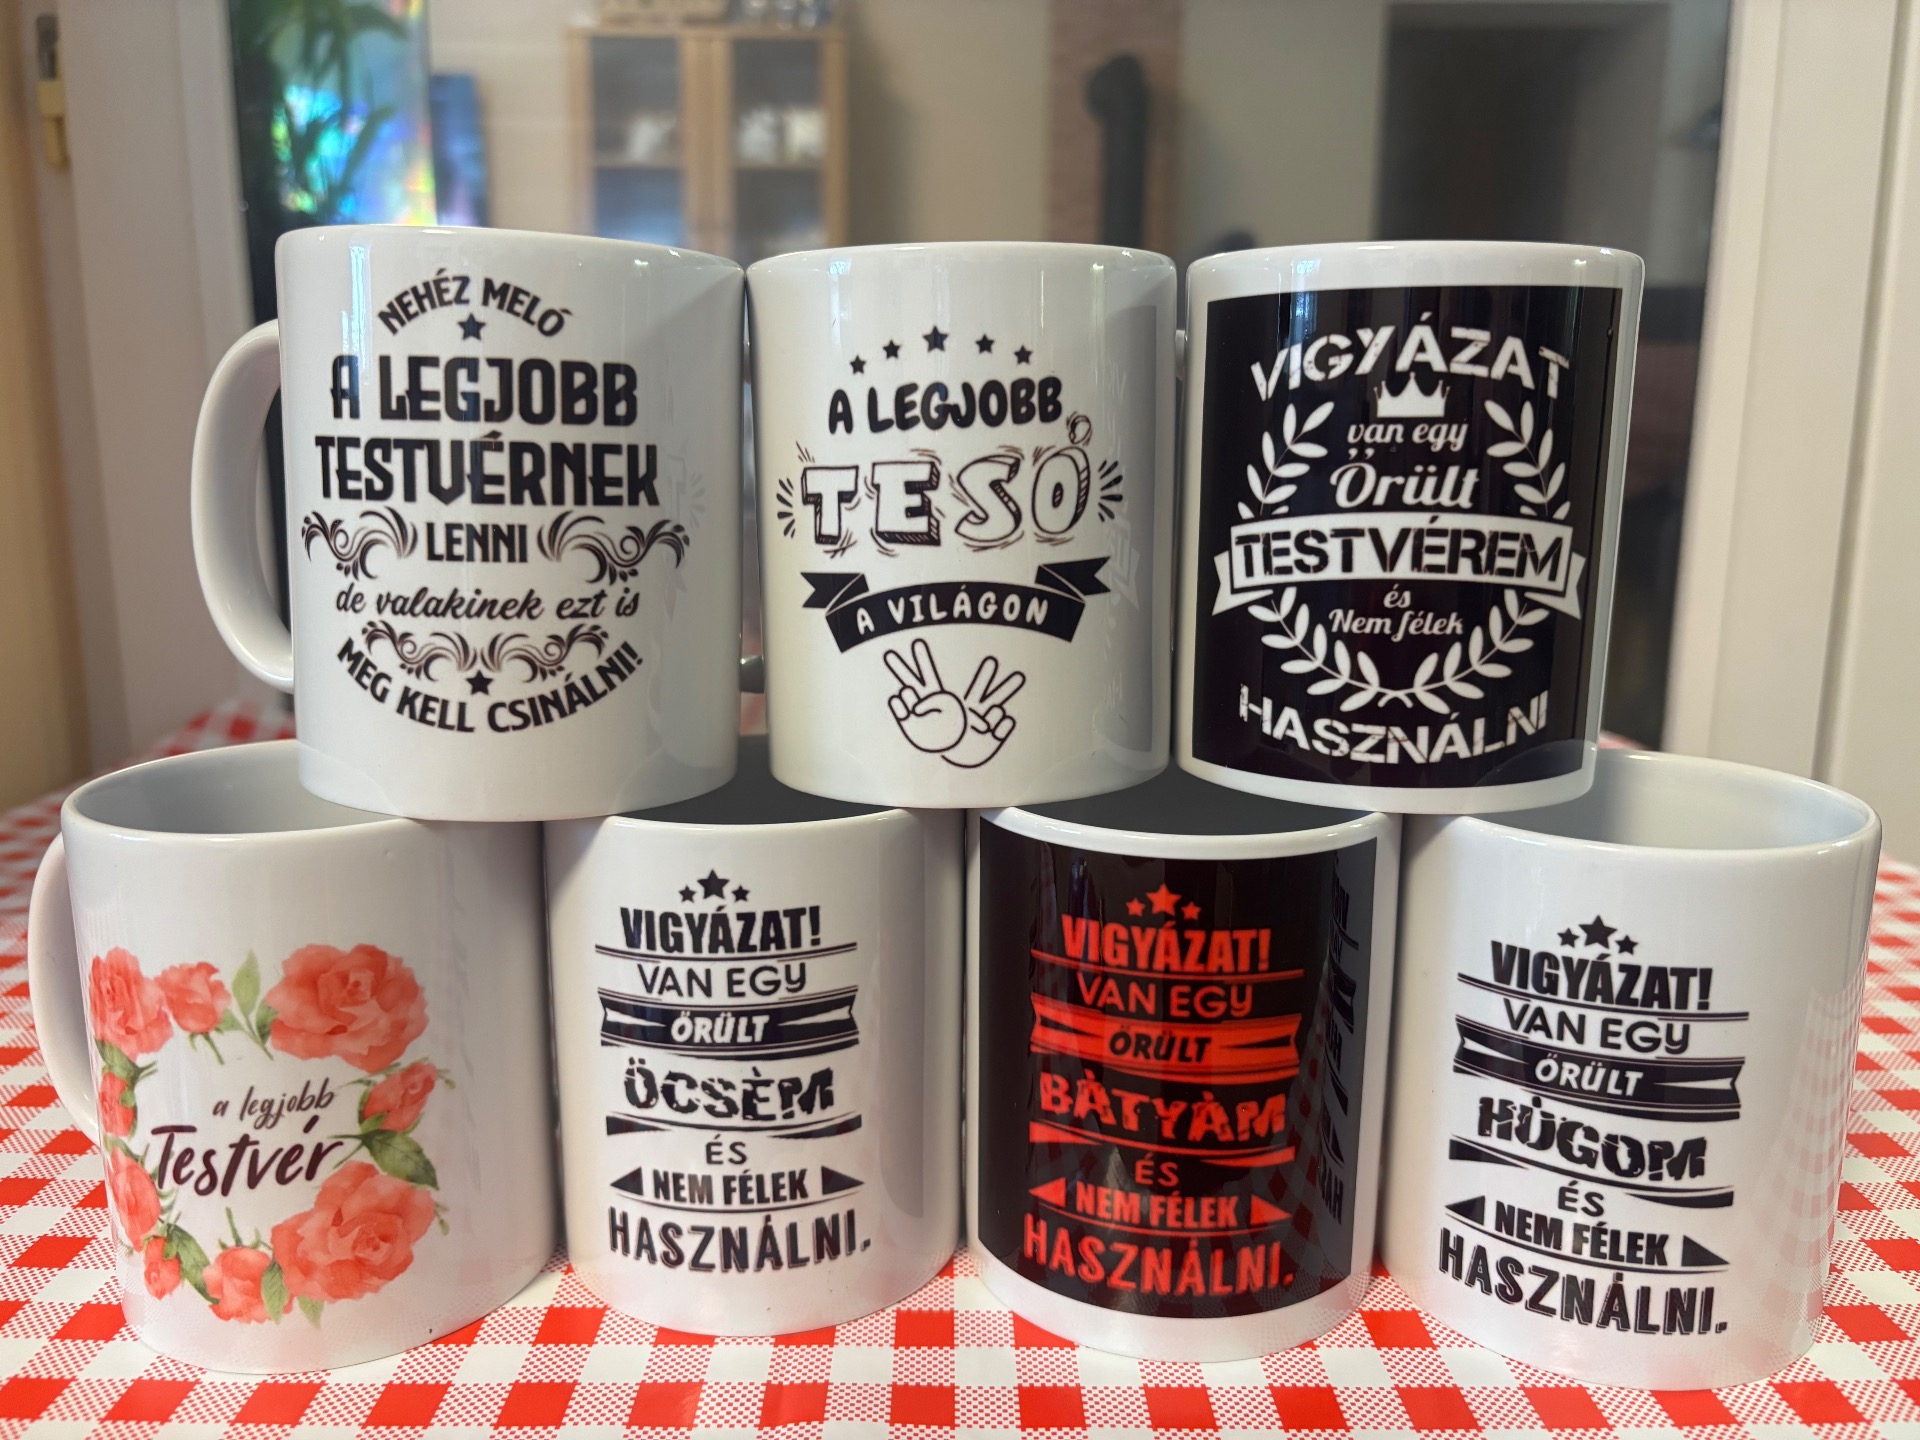 NEHÉZ MELÓ
A LEGJOBB
TESTVÉRNEK
LENNI
de valakinek ezt is
MEG KELL CSINÁLNI!
A LEGJOBB
TESÓ
A VILÁGON
VIGYÁZAT
van egy
Őrült
TESTVÉREM
és
Nem félek
HASZNÁLNI
a legjobb
Testvér
VIGYÁZAT!
VAN EGY
ŐRÜLT
ÖCSÉM
ÉS
NEM FÉLEK
HASZNÁLNI.
VIGYÁZAT!
VAN EGY
ŐRÜLT
BÁTYÁM
ÉS
NEM FÉLEK
HASZNÁLNI.
VIGYÁZAT!
VAN EGY
ŐRÜLT
HÚGOM
ÉS
NEM FÉLEK
HASZNÁLNI.